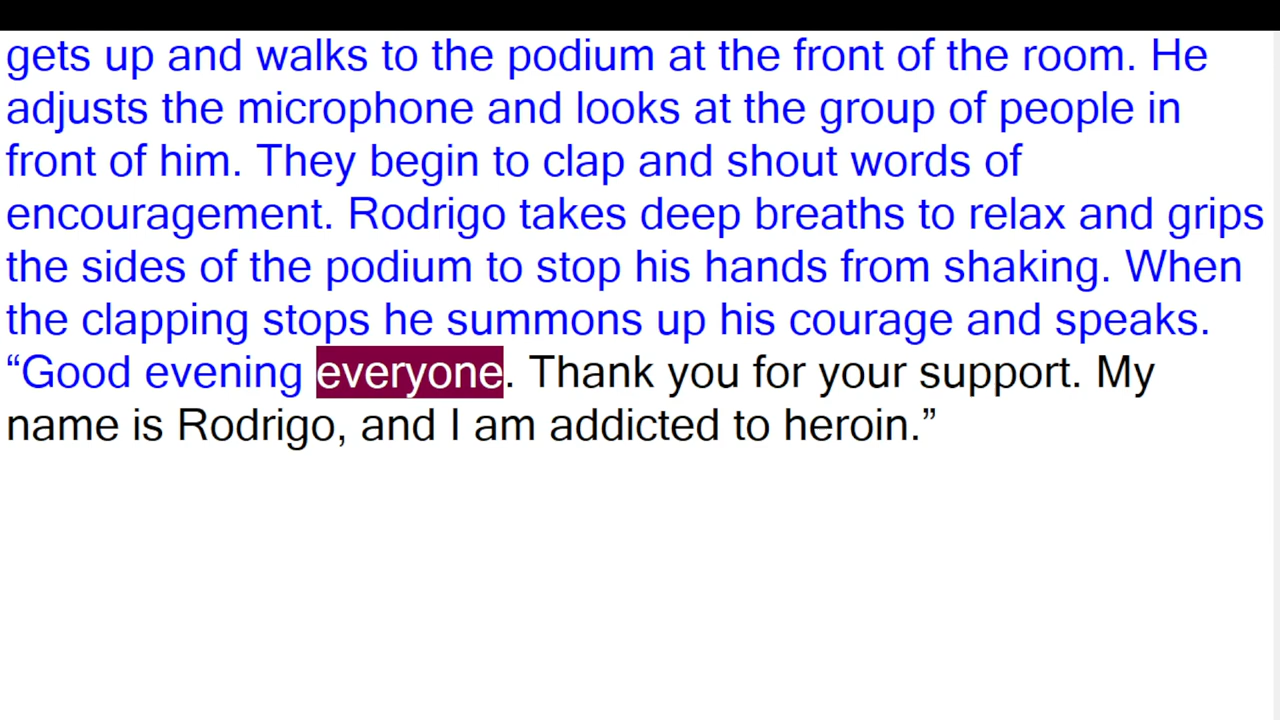 gets up and walks to the podium at the front of the room. He
adjusts the microphone and looks at the group of people in
front of him. They begin to clap and shout words of
encouragement. Rodrigo takes deep breaths to relax and grips
the sides of the podium to stop his hands from shaking. When
the clapping stops he summons up his courage and speaks.
“Good evening everyone. Thank you for your support. My
name is Rodrigo, and I am addicted to heroin.”